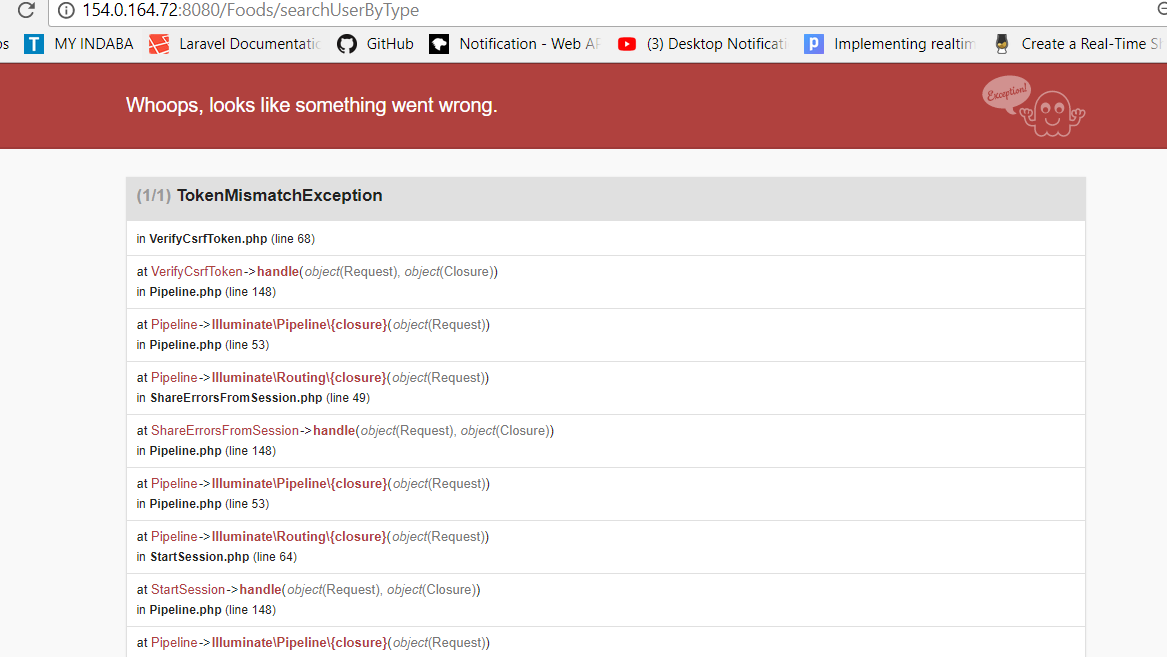 154.0.164.72:8080/Foods/searchUserByType
T MY INDABA Laravel Documentatic GitHub Notification - Web AP (3) Desktop Notificati p Implementing realtim Create a Real-Time S
Whoops, looks like something went wrong.
Exception!
(1/1) TokenMismatchException
in VerifyCsrfToken.php (line 68)
at VerifyCsrfToken->handle(object(Request), object(Closure))
in Pipeline.php (line 148)
at Pipeline->Illuminate\Pipeline\{closure}(object(Request))
in Pipeline.php (line 53)
at Pipeline->Illuminate\Routing\{closure}(object(Request))
in ShareErrorsFromSession.php (line 49)
at ShareErrorsFromSession->handle(object(Request), object(Closure))
in Pipeline.php (line 148)
at Pipeline->Illuminate\Pipeline\{closure}(object(Request))
in Pipeline.php (line 53)
at Pipeline->Illuminate\Routing\{closure}(object(Request))
in StartSession.php (line 64)
at StartSession->handle(object(Request), object(Closure))
in Pipeline.php (line 148)
at Pipeline->Illuminate\Pipeline\{closure}(object(Request))